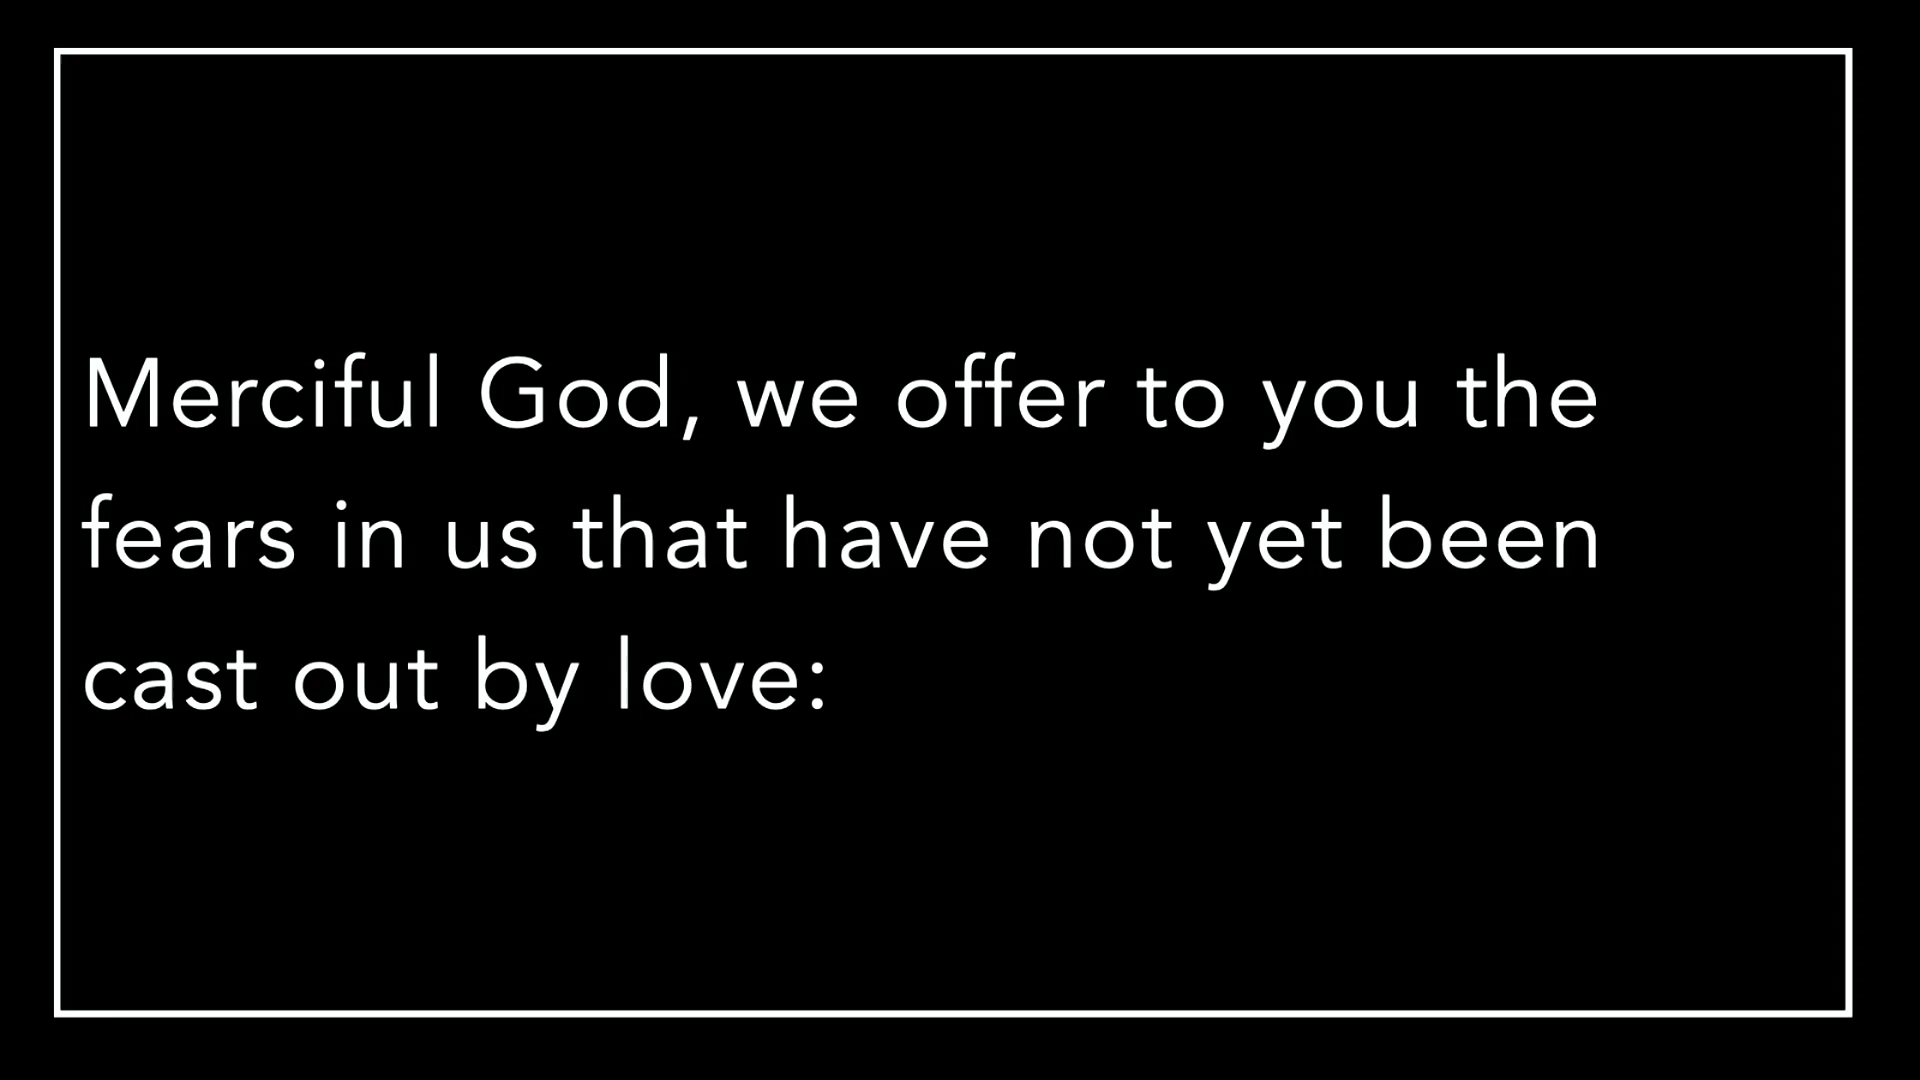 Merciful God, we offer to you the
fears in us that have not yet been
cast out by love: